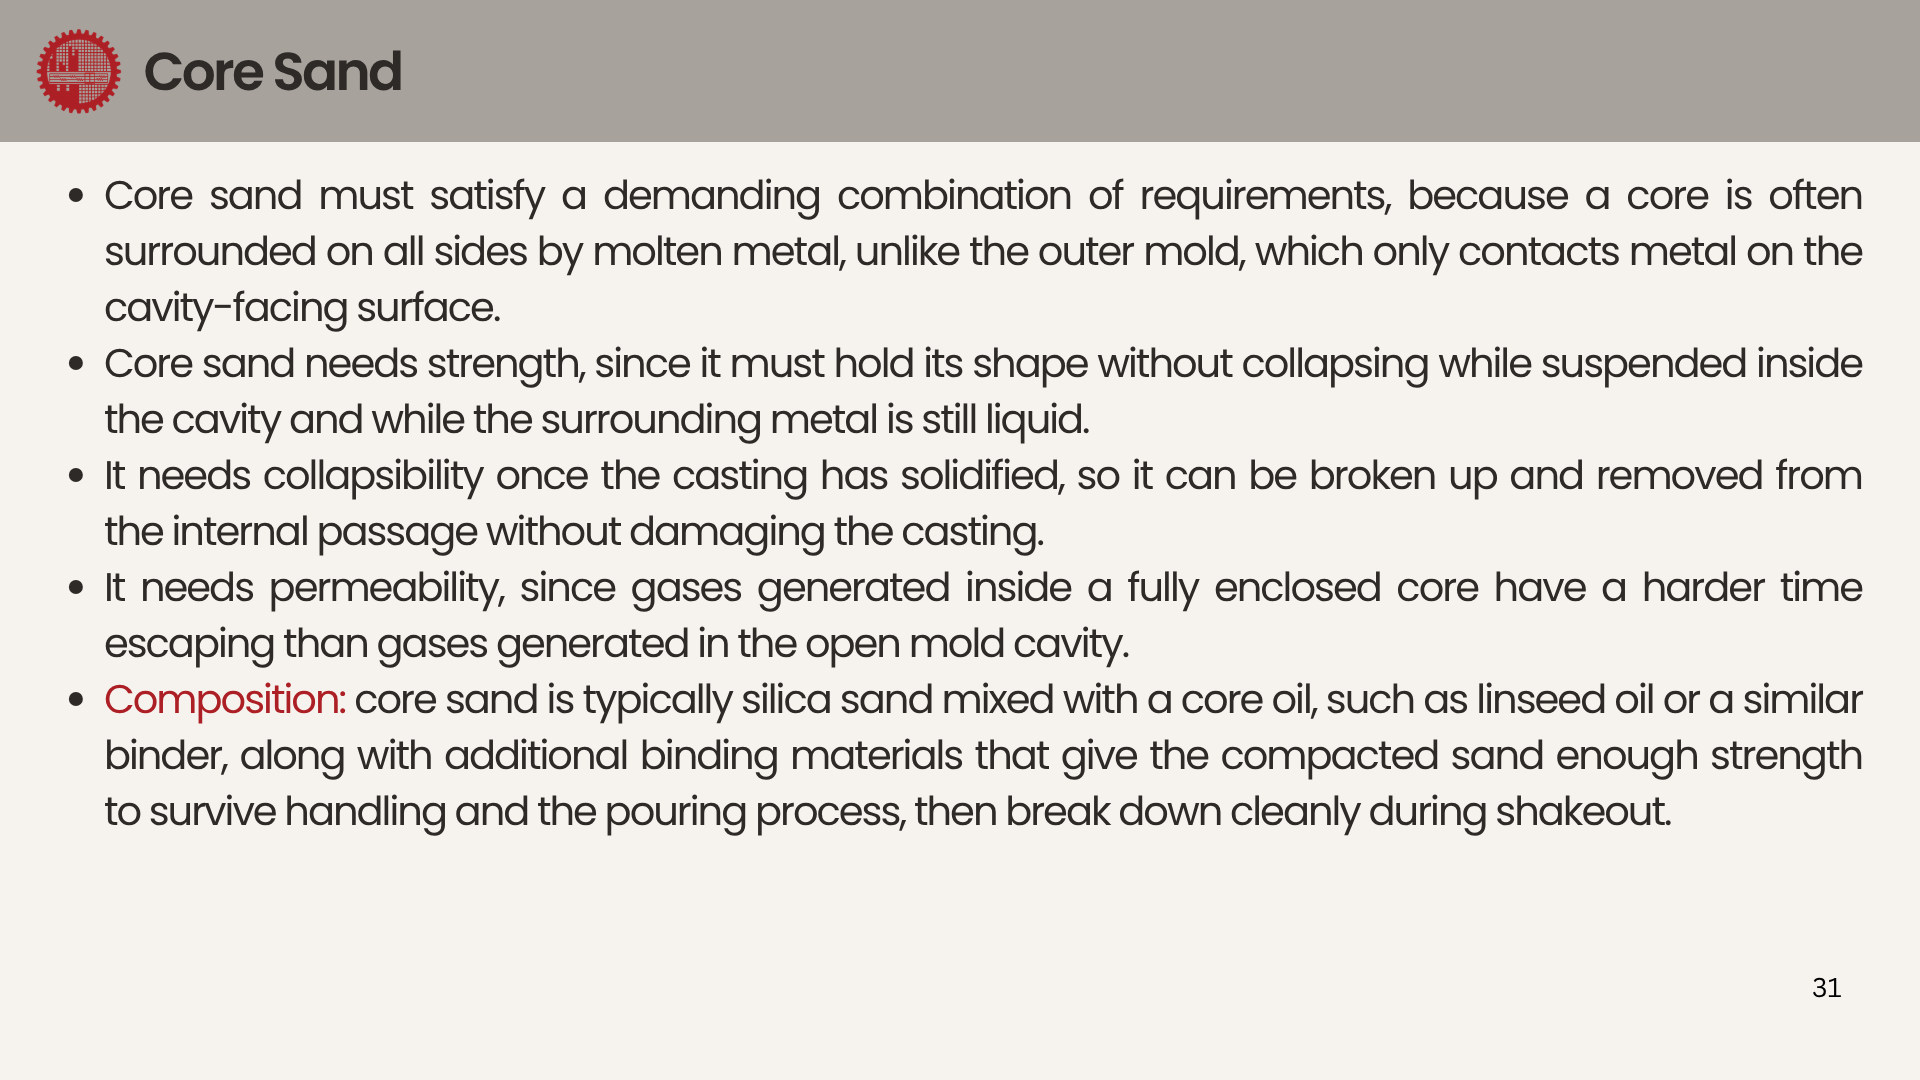 Core Sand
• Core sand must satisfy a demanding combination of requirements, because a core is often
surrounded on all sides by molten metal, unlike the outer mold, which only contacts metal on the
cavity-facing surface.
• Core sand needs strength, since it must hold its shape without collapsing while suspended inside
the cavity and while the surrounding metal is still liquid.
• It needs collapsibility once the casting has solidified, so it can be broken up and removed from
the internal passage without damaging the casting.
• It needs permeability, since gases generated inside a fully enclosed core have a harder time
escaping than gases generated in the open mold cavity.
• Composition: core sand is typically silica sand mixed with a core oil, such as linseed oil or a similar
binder, along with additional binding materials that give the compacted sand enough strength
to survive handling and the pouring process, then break down cleanly during shakeout.
31